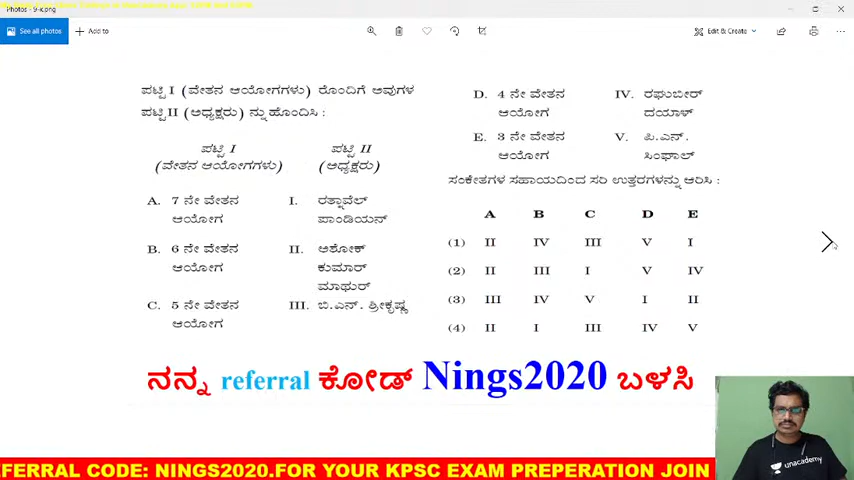 Photos - 9-k.png
See all photos
Add to
Edit & Create
ಪಟ್ಟಿ I (ವೇತನ ಆಯೋಗಗಳು) ರೊಂದಿಗೆ ಅವುಗಳ
ಪಟ್ಟಿ II (ಅಧ್ಯಕ್ಷರು) ನ್ನು ಹೊಂದಿಸಿ :
ಪಟ್ಟಿ I ಪಟ್ಟಿ II
(ವೇತನ ಆಯೋಗಗಳು) (ಅಧ್ಯಕ್ಷರು)
A. 7 ನೇ ವೇತನ I. ರತ್ನಾವೆಲ್
ಆಯೋಗ ಪಾಂಡಿಯನ್
B. 6 ನೇ ವೇತನ II. ಅಶೋಕ್
ಆಯೋಗ ಕುಮಾರ್
ಮಾಥುರ್
C. 5 ನೇ ವೇತನ III. ಬಿ.ಎನ್. ಶ್ರೀಕೃಷ್ಣ
ಆಯೋಗ
D. 4 ನೇ ವೇತನ IV. ರಘುಬೀರ್
ಆಯೋಗ ದಯಾಳ್
E. 3 ನೇ ವೇತನ V. ಪಿ.ಎನ್.
ಆಯೋಗ ಸಿಂಘಾಲ್
ಸಂಕೇತಗಳ ಸಹಾಯದಿಂದ ಸರಿ ಉತ್ತರಗಳನ್ನು ಆರಿಸಿ :
A B C D E
(1) II IV III V I
(2) II III I V IV
(3) III IV V I II
(4) II I III IV V
ನನ್ನ referral ಕೋಡ್ Nings2020 ಬಳಸಿ
unacademy
EFERRAL CODE: NINGS2020.FOR YOUR KPSC EXAM PREPERATION JOIN